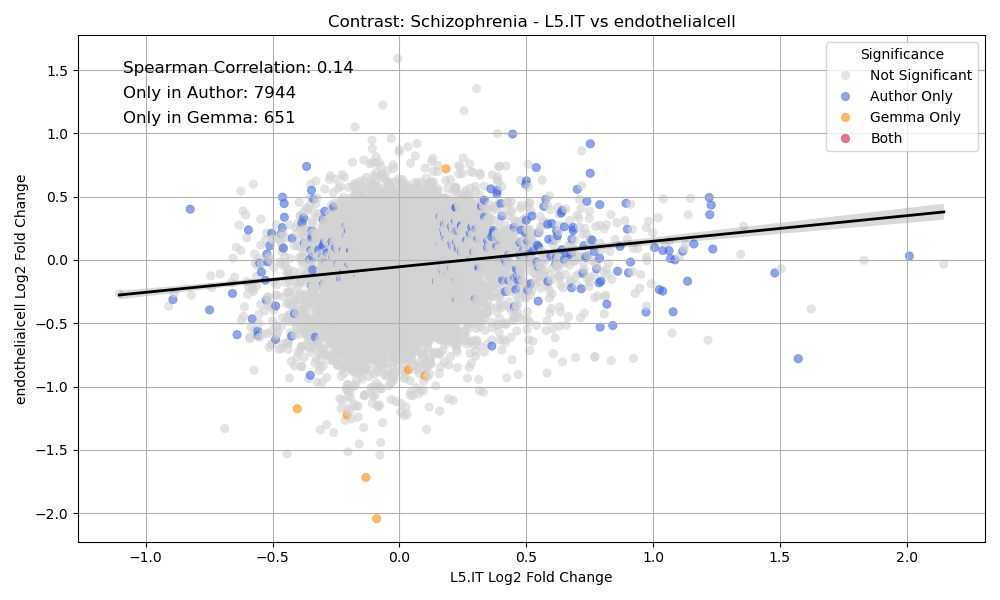 Contrast: Schizophrenia - L5.IT vs endothelialcell
Spearman Correlation: 0.14
Only in Author: 7944
Only in Gemma: 651
Significance
Not Significant
Author Only
Gemma Only
Both
endothelialcell Log2 Fold Change
1.5
1.0
0.5
0.0
−0.5
−1.0
−1.5
−2.0
−1.0 −0.5 0.0 0.5 1.0 1.5 2.0
L5.IT Log2 Fold Change